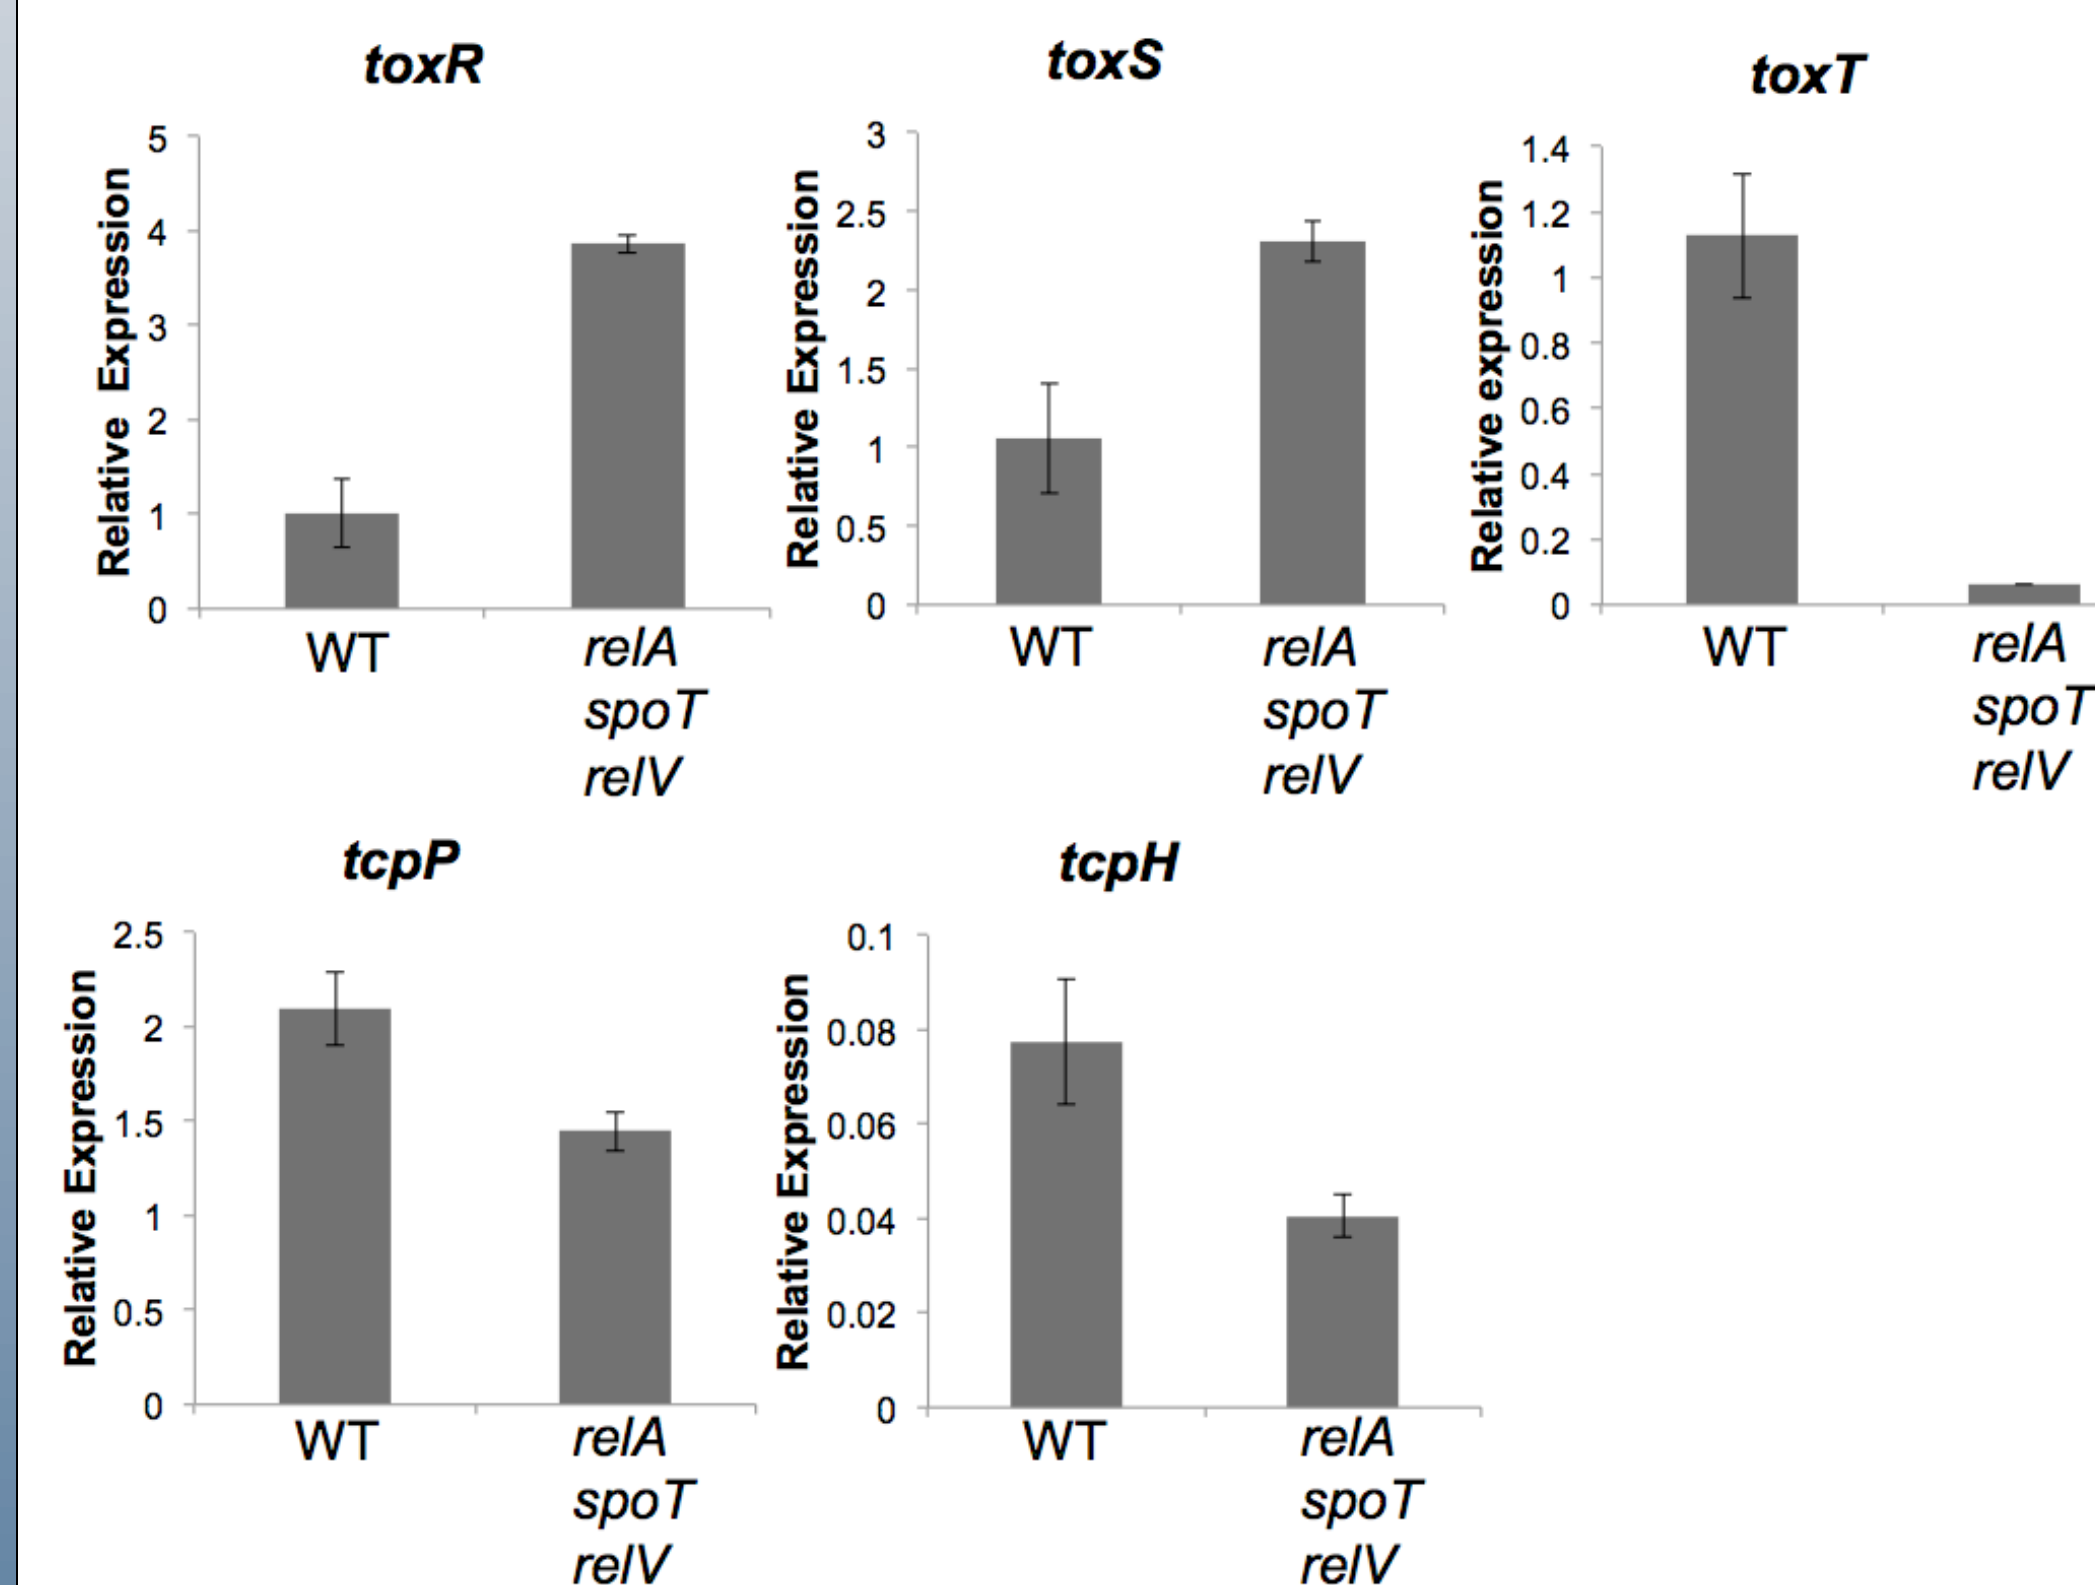 toxR
Relative Expression
5
4
3
2
1
0
WT
relA
spoT
relV
toxS
Relative Expression
3
2.5
2
1.5
1
0.5
0
WT
relA
spoT
relV
toxT
Relative expression
1.4
1.2
1
0.8
0.6
0.4
0.2
0
WT
relA
spoT
relV
tcpP
Relative Expression
2.5
2
1.5
1
0.5
0
WT
relA
spoT
relV
tcpH
Relative Expression
0.1
0.08
0.06
0.04
0.02
0
WT
relA
spoT
relV